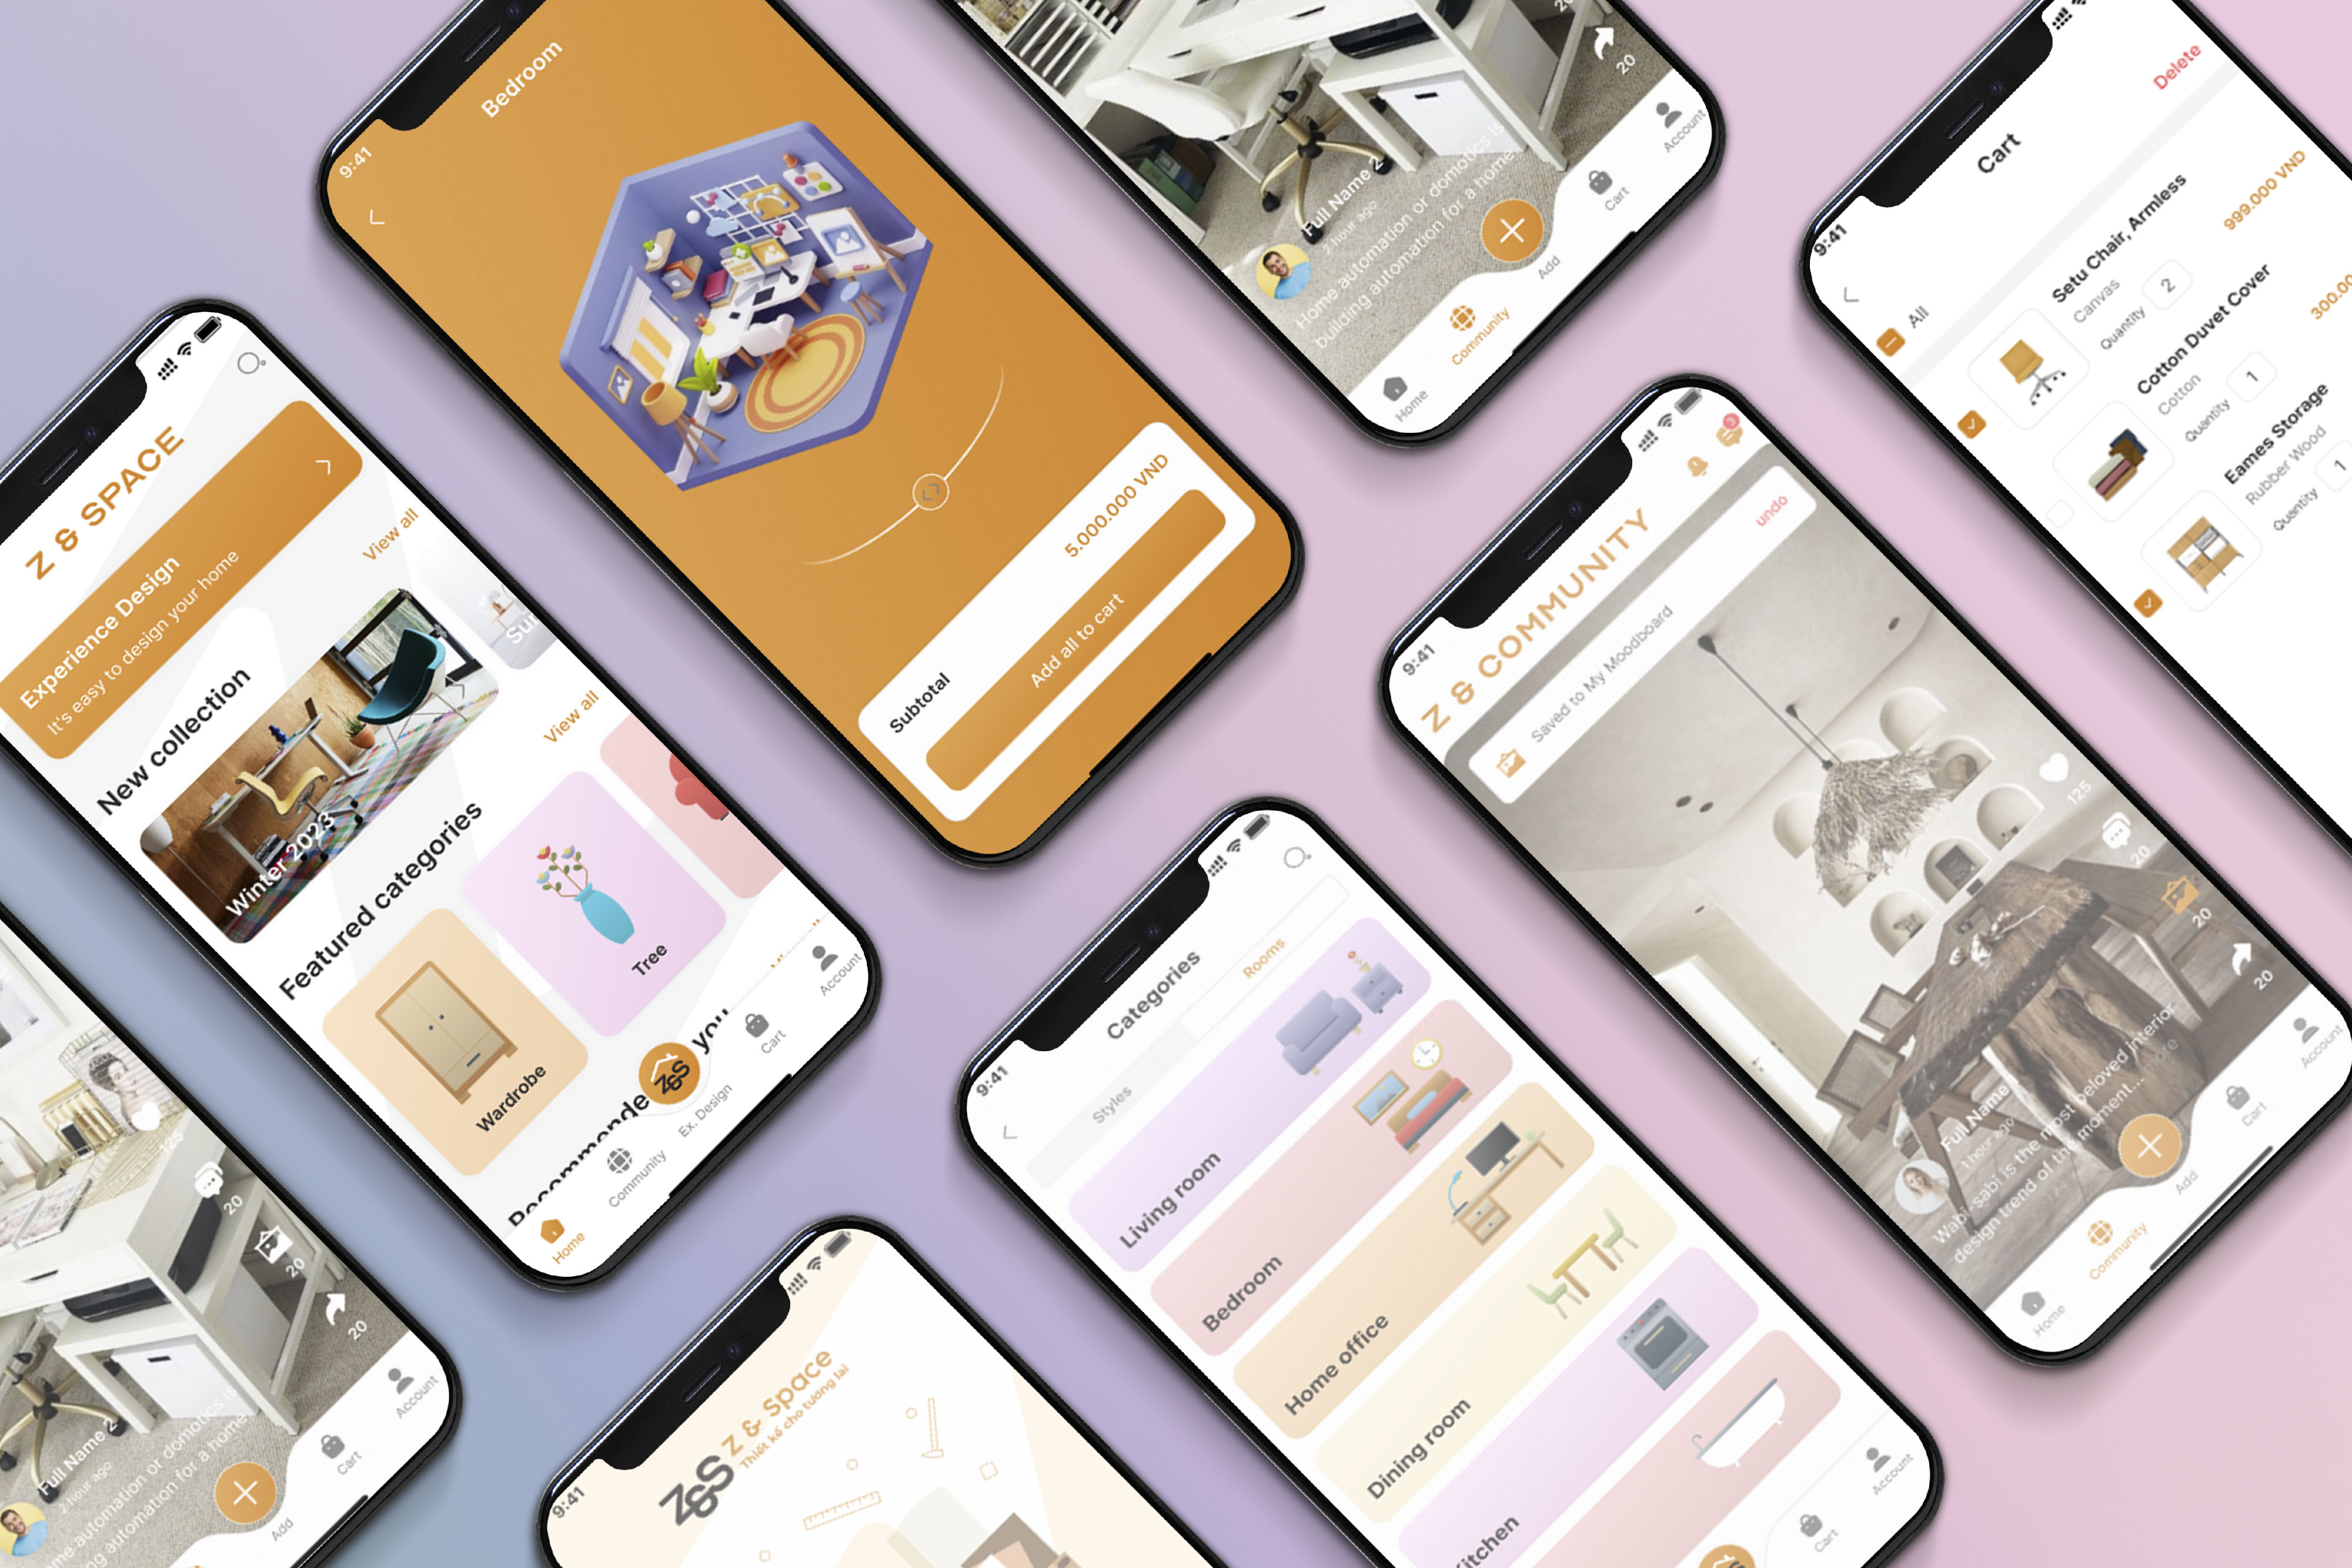 Z & SPACE
Experience Design
It's easy to design your home
New collection
View all
Winter 2023
Featured categories
View all
Wardrobe
Tree
you
Home
Community
Ex. Design
Cart
Account
Z&S
9:41
Bedroom
Subtotal
5.000.000 VND
Add all to cart
20
Full Name 2
2 hour ago
Home automation or domotics is
building automation for a home
Home
Community
Add
Cart
Account
9:41
Cart
Delete
All
Setu Chair, Armless
Canvas
999.000 VND
Quantity
2
Cotton Duvet Cover
Cotton
Quantity
1
Eames Storage
Rubber Wood
Quantity
1
9:41
3
Z & COMMUNITY
Saved to My Moodboard
undo
125
20
20
20
Full Name
1 hour ago
Wabi sabi is the most beloved interior
design trend of the moment... more
Home
Community
Add
Cart
Account
9:41
Categories
Styles
Rooms
Living room
Bedroom
Home office
Dining room
Kitchen
Cart
Account
9:41
Z&S
Z & Space
Thiết kế cho tương lai
125
20
20
20
Full Name 2
2 hour ago
automation or domotics is
automation for a home
Add
Cart
Account